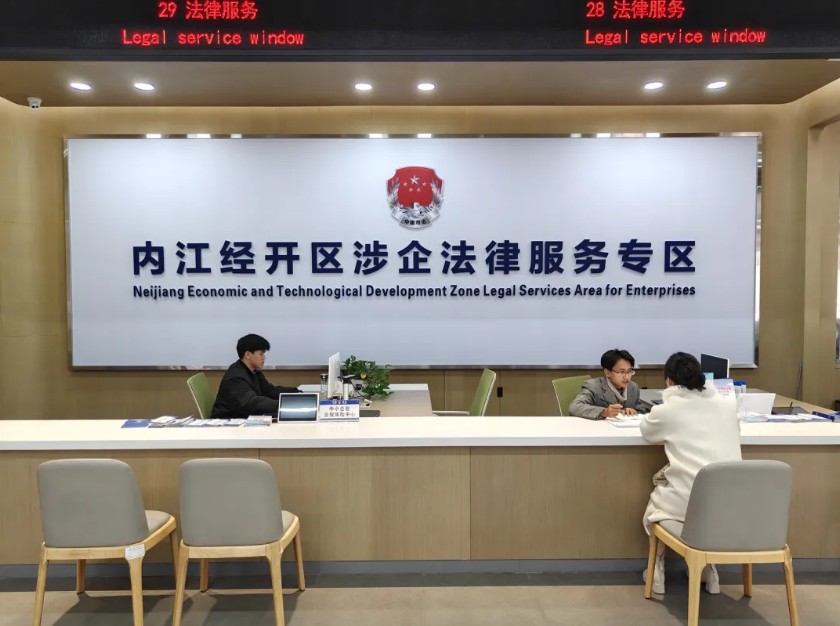 29 法律服务
Legal service window
28 法律服务
Legal service window
内江经开区涉企法律服务专区
Neijiang Economic and Technological Development Zone Legal Services Area for Enterprises